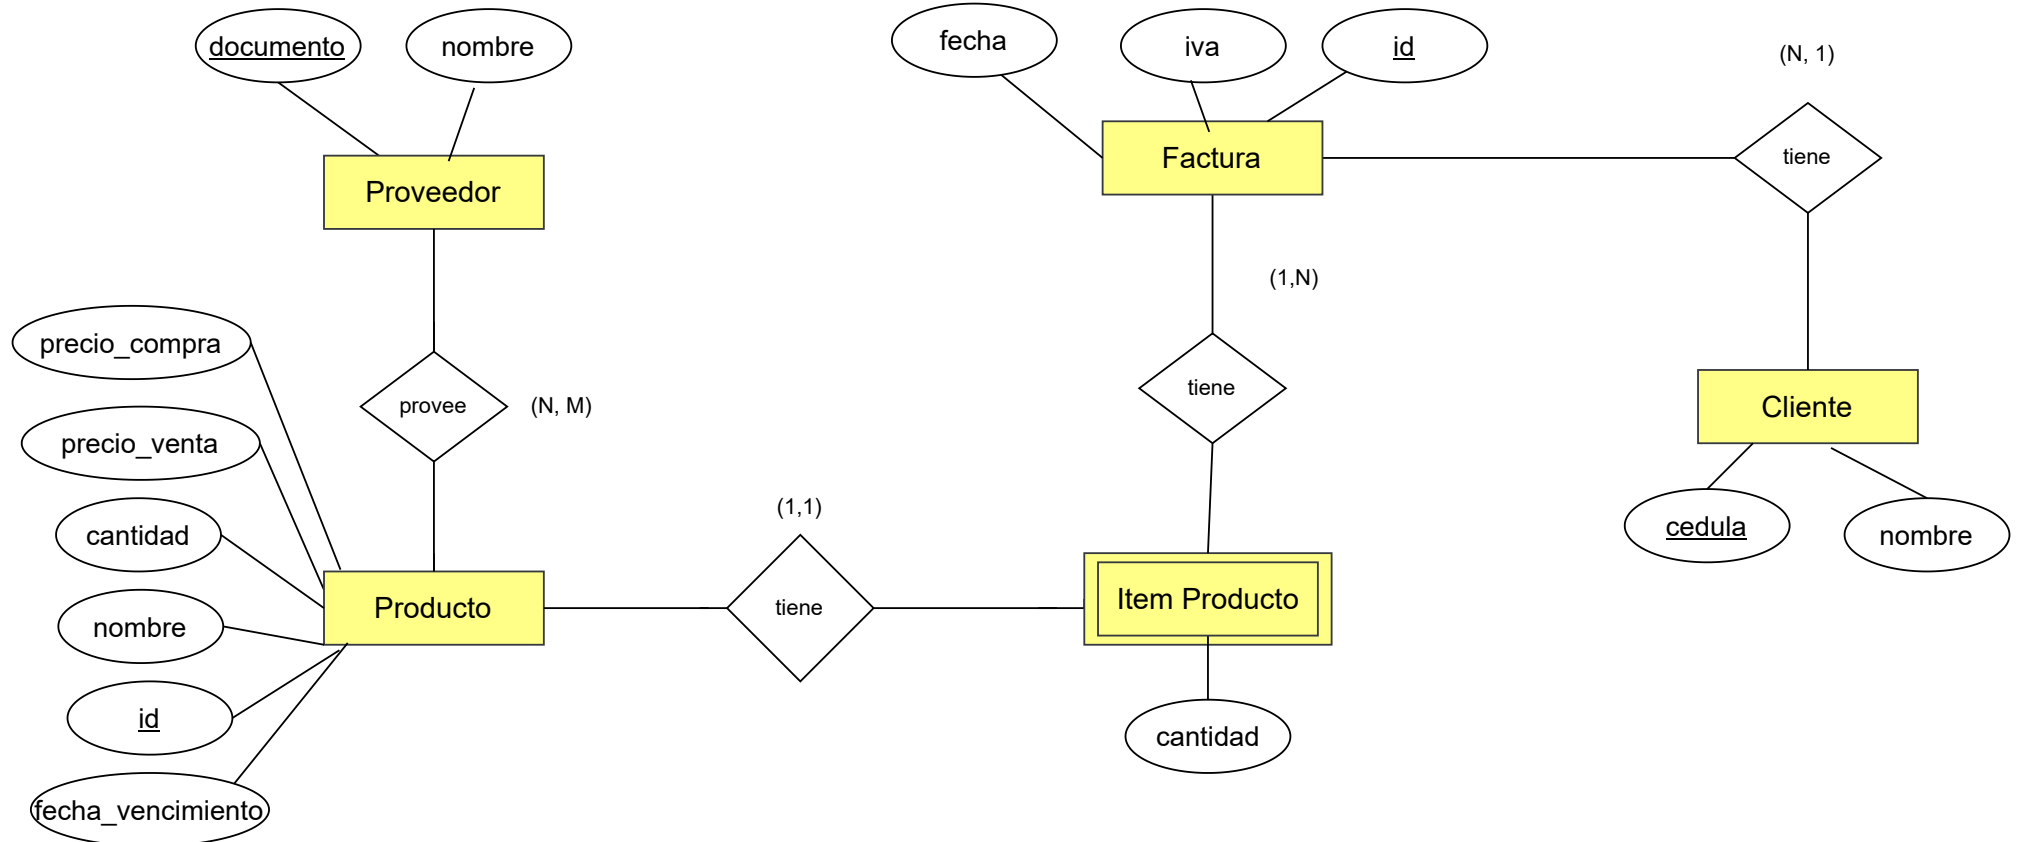 documento
nombre
fecha
iva
id
(N, 1)
Proveedor
Factura
tiene
(1,N)
precio_compra
provee
(N, M)
tiene
Cliente
precio_venta
cantidad
(1,1)
cedula
nombre
nombre
Producto
tiene
Item Producto
id
cantidad
fecha_vencimiento